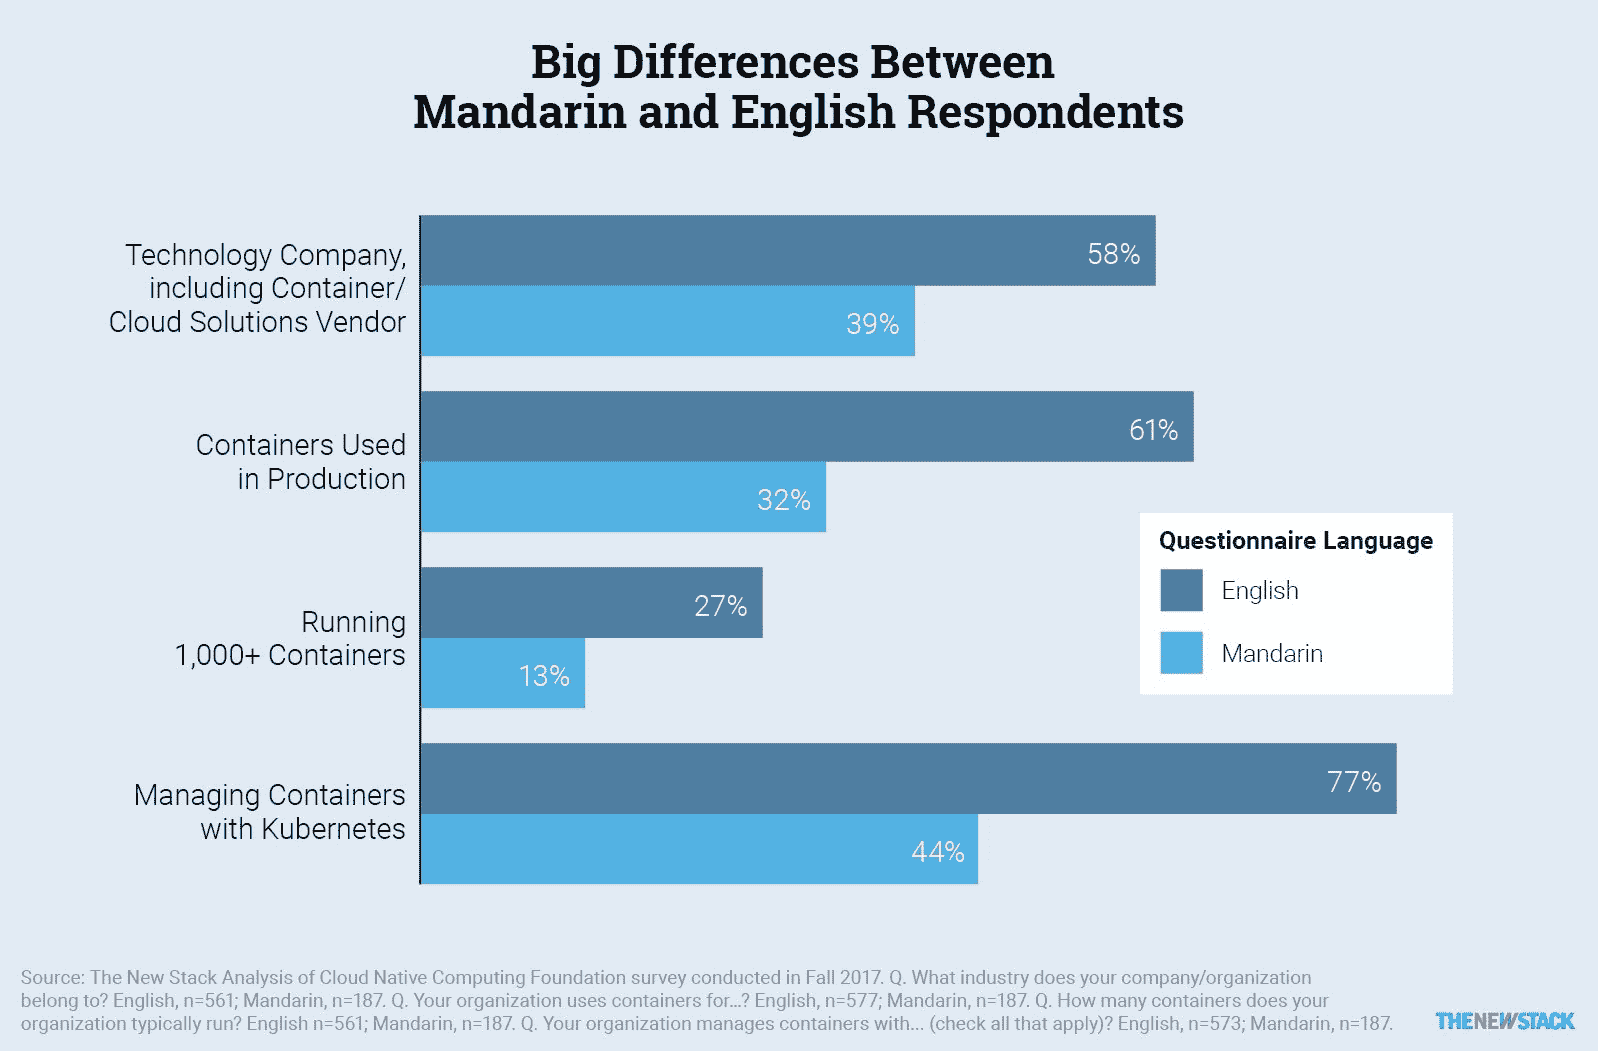 Big Differences Between
Mandarin and English Respondents
Technology Company,
including Container/
Cloud Solutions Vendor
58%
39%
Containers Used
in Production
61%
32%
Running
1,000+ Containers
27%
13%
Managing Containers
with Kubernetes
77%
44%
Questionnaire Language
English
Mandarin
Source: The New Stack Analysis of Cloud Native Computing Foundation survey conducted in Fall 2017. Q. What industry does your company/organization
belong to? English, n=561; Mandarin, n=187. Q. Your organization uses containers for...? English, n=577; Mandarin, n=187. Q. How many containers does your
organization typically run? English n=561; Mandarin, n=187. Q. Your organization manages containers with... (check all that apply)? English, n=573; Mandarin, n=187.
THENEWSTACK